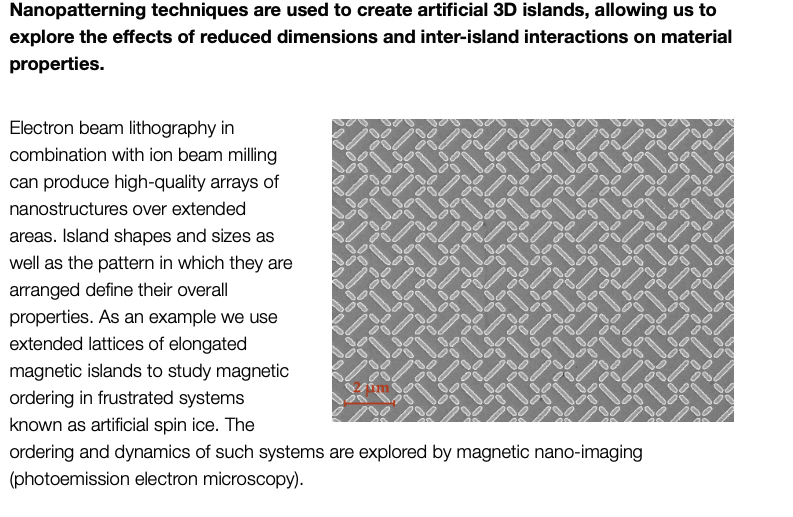 Nanopatterning techniques are used to create artificial 3D islands, allowing us to
explore the effects of reduced dimensions and inter-island interactions on material
properties.
Electron beam lithography in
combination with ion beam milling
can produce high-quality arrays of
nanostructures over extended
areas. Island shapes and sizes as
well as the pattern in which they are
arranged define their overall
properties. As an example we use
extended lattices of elongated
magnetic islands to study magnetic
ordering in frustrated systems
known as artificial spin ice. The
ordering and dynamics of such systems are explored by magnetic nano-imaging
(photoemission electron microscopy).
2 µm